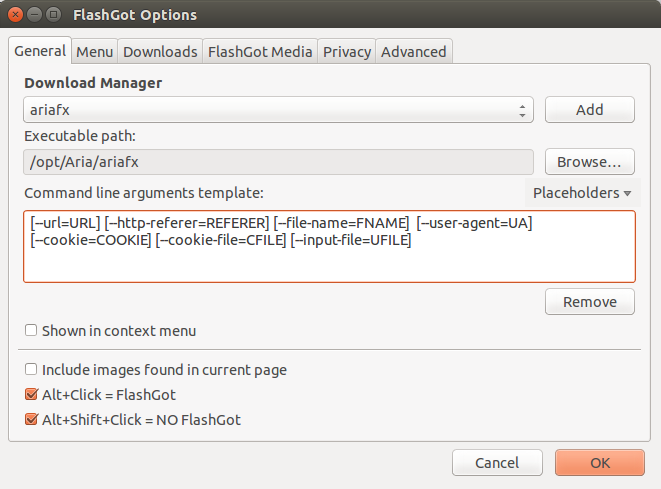 FlashGot Options
General Menu Downloads FlashGot Media Privacy Advanced
Download Manager
ariafx Add
Executable path:
/opt/Aria/ariafx Browse...
Command line arguments template: Placeholders
[--url=URL] [--http-referer=REFERER] [--file-name=FNAME]  [--user-agent=UA]
[--cookie=COOKIE] [--cookie-file=CFILE] [--input-file=UFILE]
Remove
Shown in context menu
Include images found in current page
Alt+Click = FlashGot
Alt+Shift+Click = NO FlashGot
Cancel OK